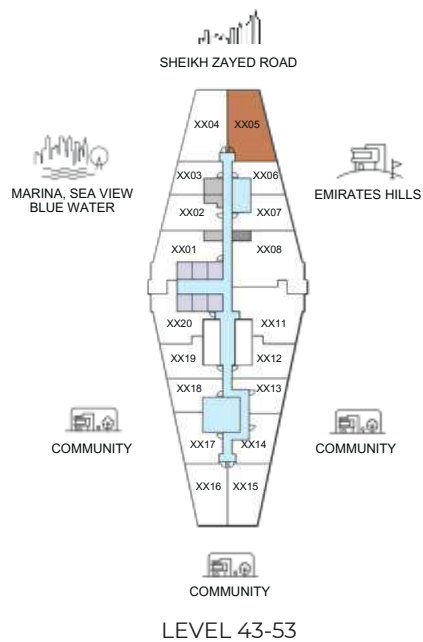 SHEIKH ZAYED ROAD
XX04
XX05
XX03
XX06
MARINA, SEA VIEW
BLUE WATER
EMIRATES HILLS
XX02
XX07
XX01
XX08
XX20
XX11
XX19
XX12
XX18
XX13
COMMUNITY
COMMUNITY
XX17
XX14
XX16
XX15
COMMUNITY
LEVEL 43-53